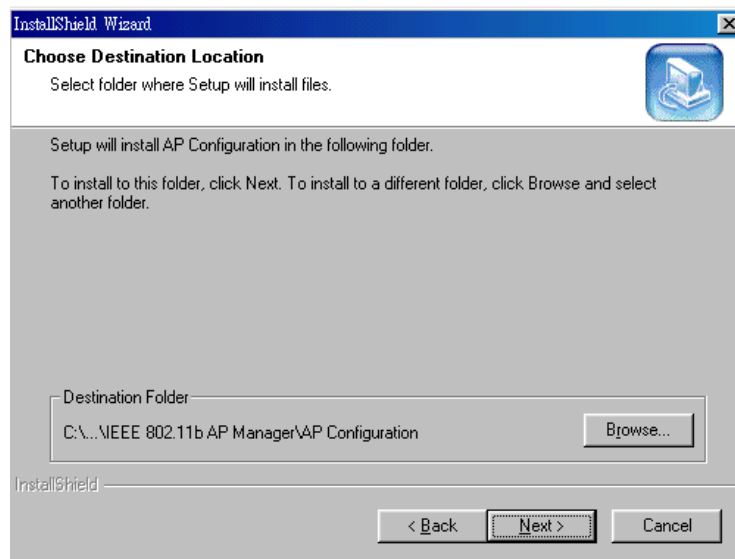 InstallShield Wizard
Choose Destination Location
Select folder where Setup will install files.
Setup will install AP Configuration in the following folder.
To install to this folder, click Next. To install to a different folder, click Browse and select
another folder.
Destination Folder
C:\...\IEEE 802.11b AP Manager\AP Configuration
Browse...
InstallShield
< Back
Next >
Cancel